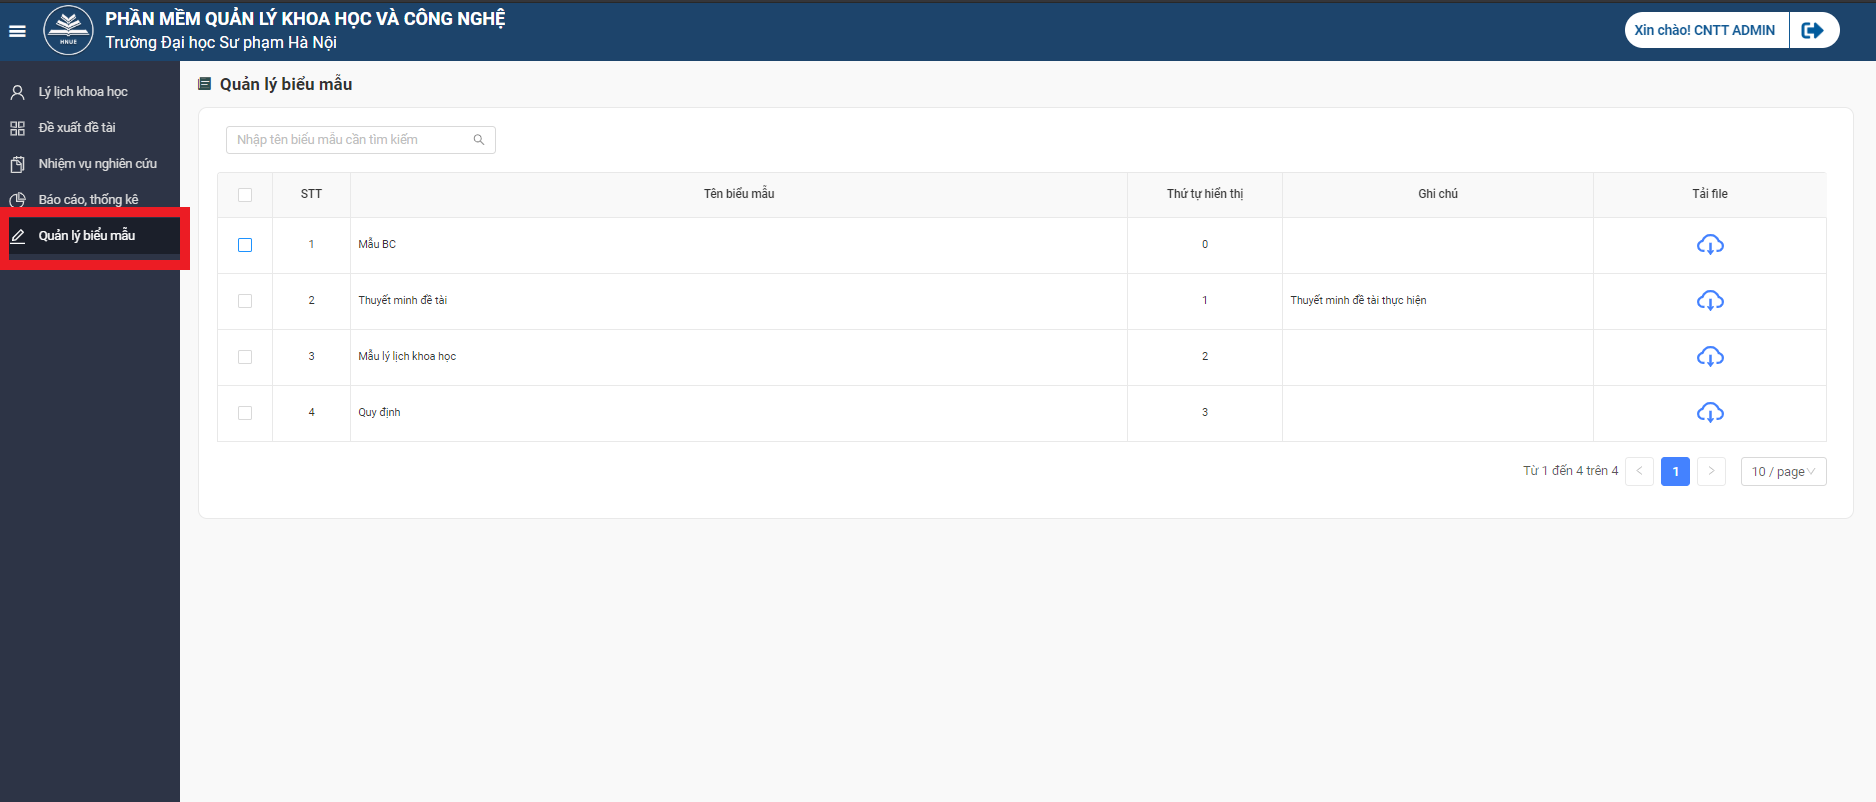 PHẦN MỀM QUẢN LÝ KHOA HỌC VÀ CÔNG NGHỆ
Trường Đại học Sư phạm Hà Nội
HNUE
Xin chào! CNTT ADMIN
Lý lịch khoa học
Đề xuất đề tài
Nhiệm vụ nghiên cứu
Báo cáo, thống kê
Quản lý biểu mẫu
Quản lý biểu mẫu
Nhập tên biểu mẫu cần tìm kiếm
STT Tên biểu mẫu Thứ tự hiển thị Ghi chú Tải file
1 Mẫu BC 0
2 Thuyết minh đề tài 1 Thuyết minh đề tài thực hiện
3 Mẫu lý lịch khoa học 2
4 Quy định 3
Từ 1 đến 4 trên 4 < 1 > 10 / page